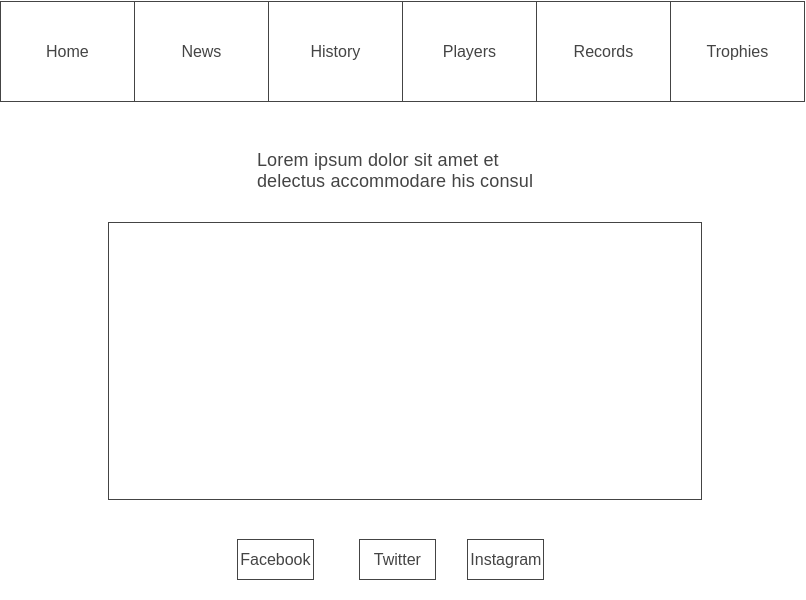 Home
News
History
Players
Records
Trophies
Lorem ipsum dolor sit amet et
delectus accommodare his consul
Facebook
Twitter
Instagram